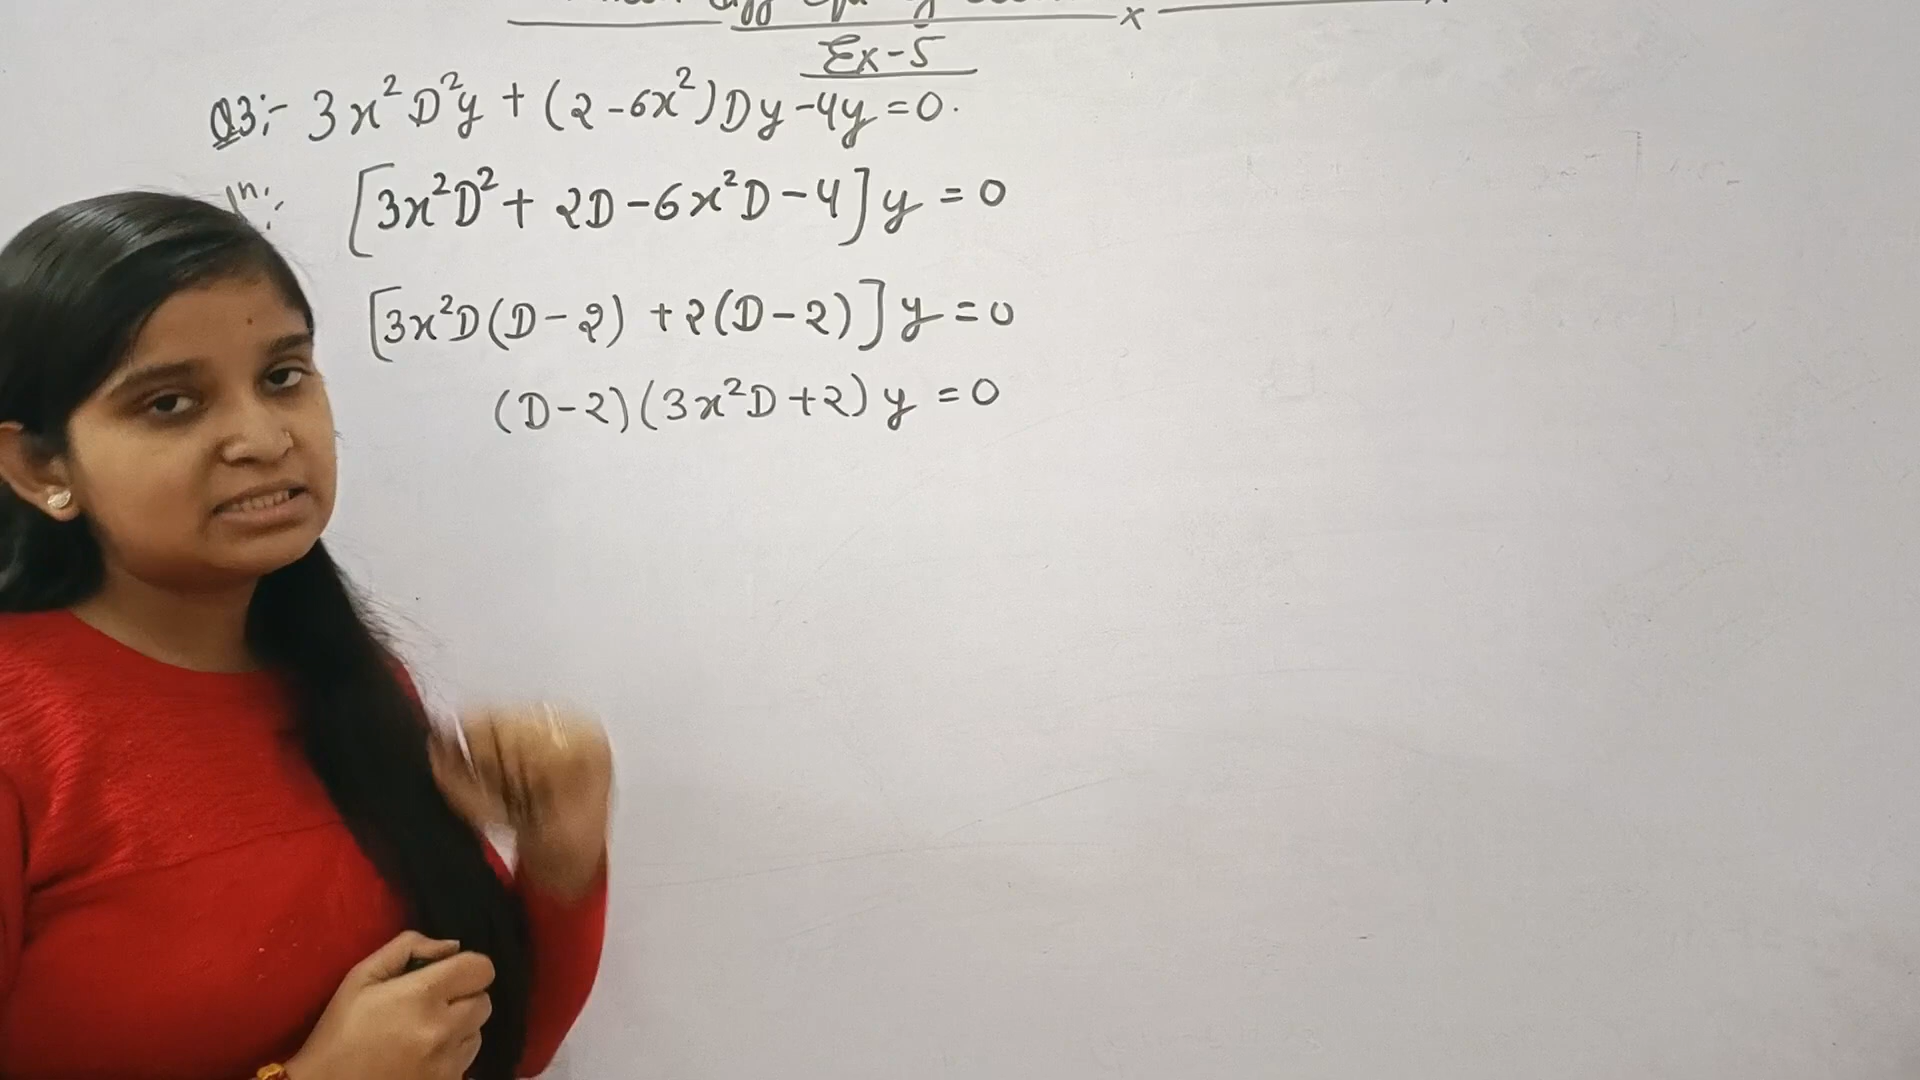 Ex-5
Q3:- 3x²D²y + (2-6x²)Dy-4y=0.
[3x²D²+ 2D-6x²D-4]y=0
[3x²D(D-2) +2(D-2)]y=0
(D-2)(3x²D+2)y=0